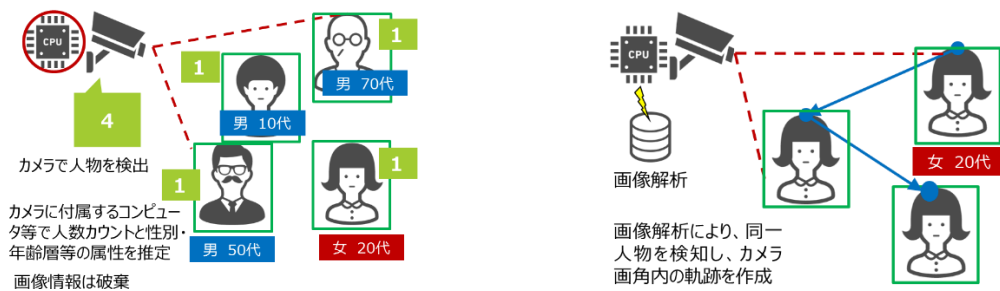 CPU
4
カメラで人物を検出
カメラに付属するコンピュー
タ等で人数カウントと性別・
年齢層等の属性を推定
画像情報は破棄
1
男 70代
1
男 10代
1
男 50代
1
女 20代
CPU
画像解析
画像解析により、同一
人物を検知し、カメラ
画角内の軌跡を作成
女 20代